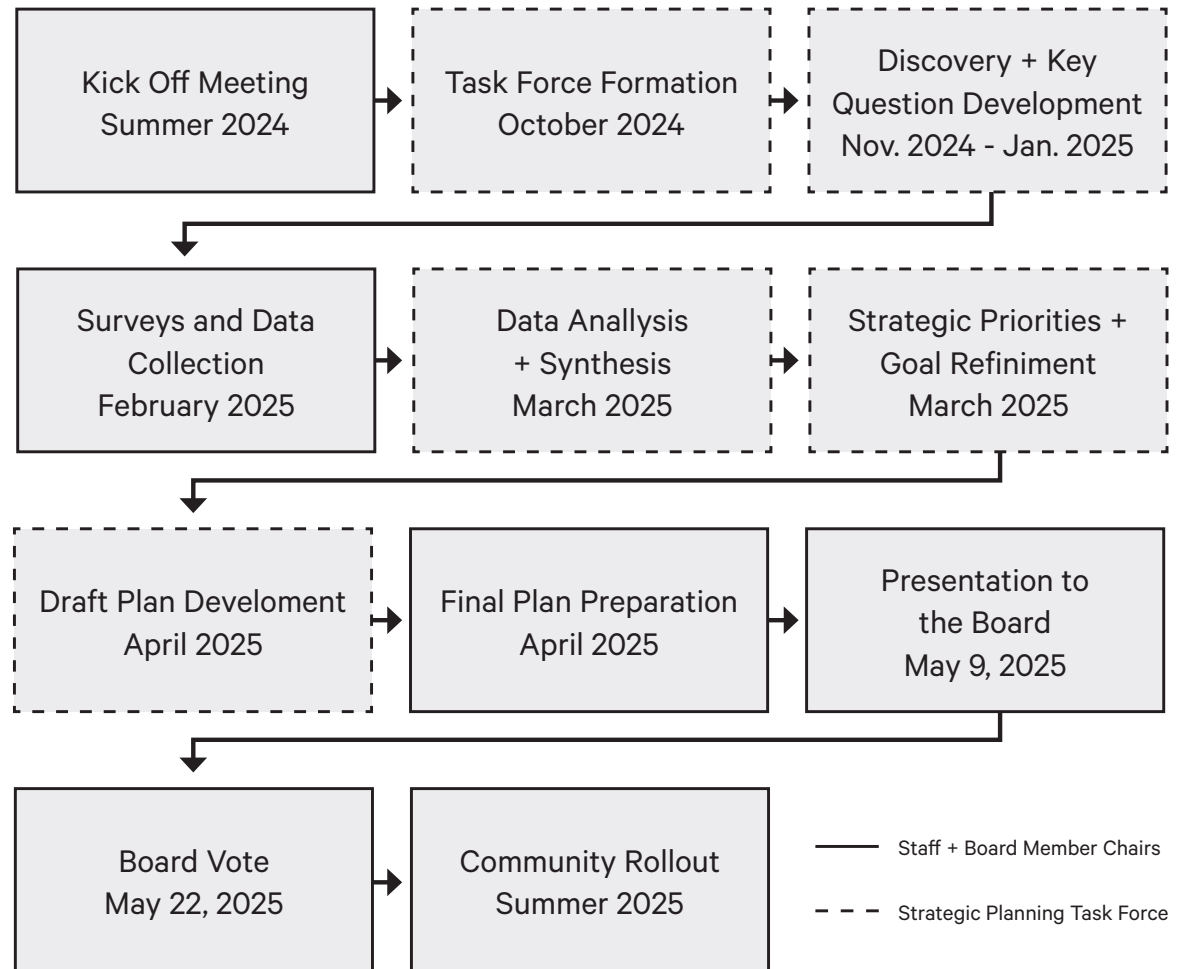 Kick Off Meeting
Summer 2024
Task Force Formation
October 2024
Discovery + Key
Question Development
Nov. 2024 - Jan. 2025
Surveys and Data
Collection
February 2025
Data Anallysis
+ Synthesis
March 2025
Strategic Priorities +
Goal Refiniment
March 2025
Draft Plan Develoment
April 2025
Final Plan Preparation
April 2025
Presentation to
the Board
May 9, 2025
Board Vote
May 22, 2025
Community Rollout
Summer 2025
Staff + Board Member Chairs
Strategic Planning Task Force